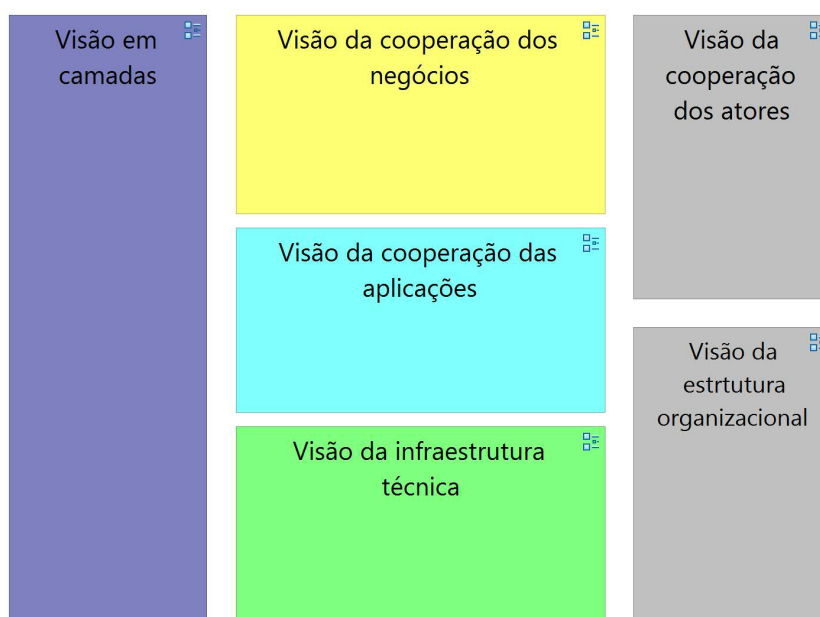 Visão em
camadas
Visão da cooperação dos
negócios
Visão da
cooperação
dos atores
Visão da cooperação das
aplicações
Visão da
estrtutura
organizacional
Visão da infraestrutura
técnica